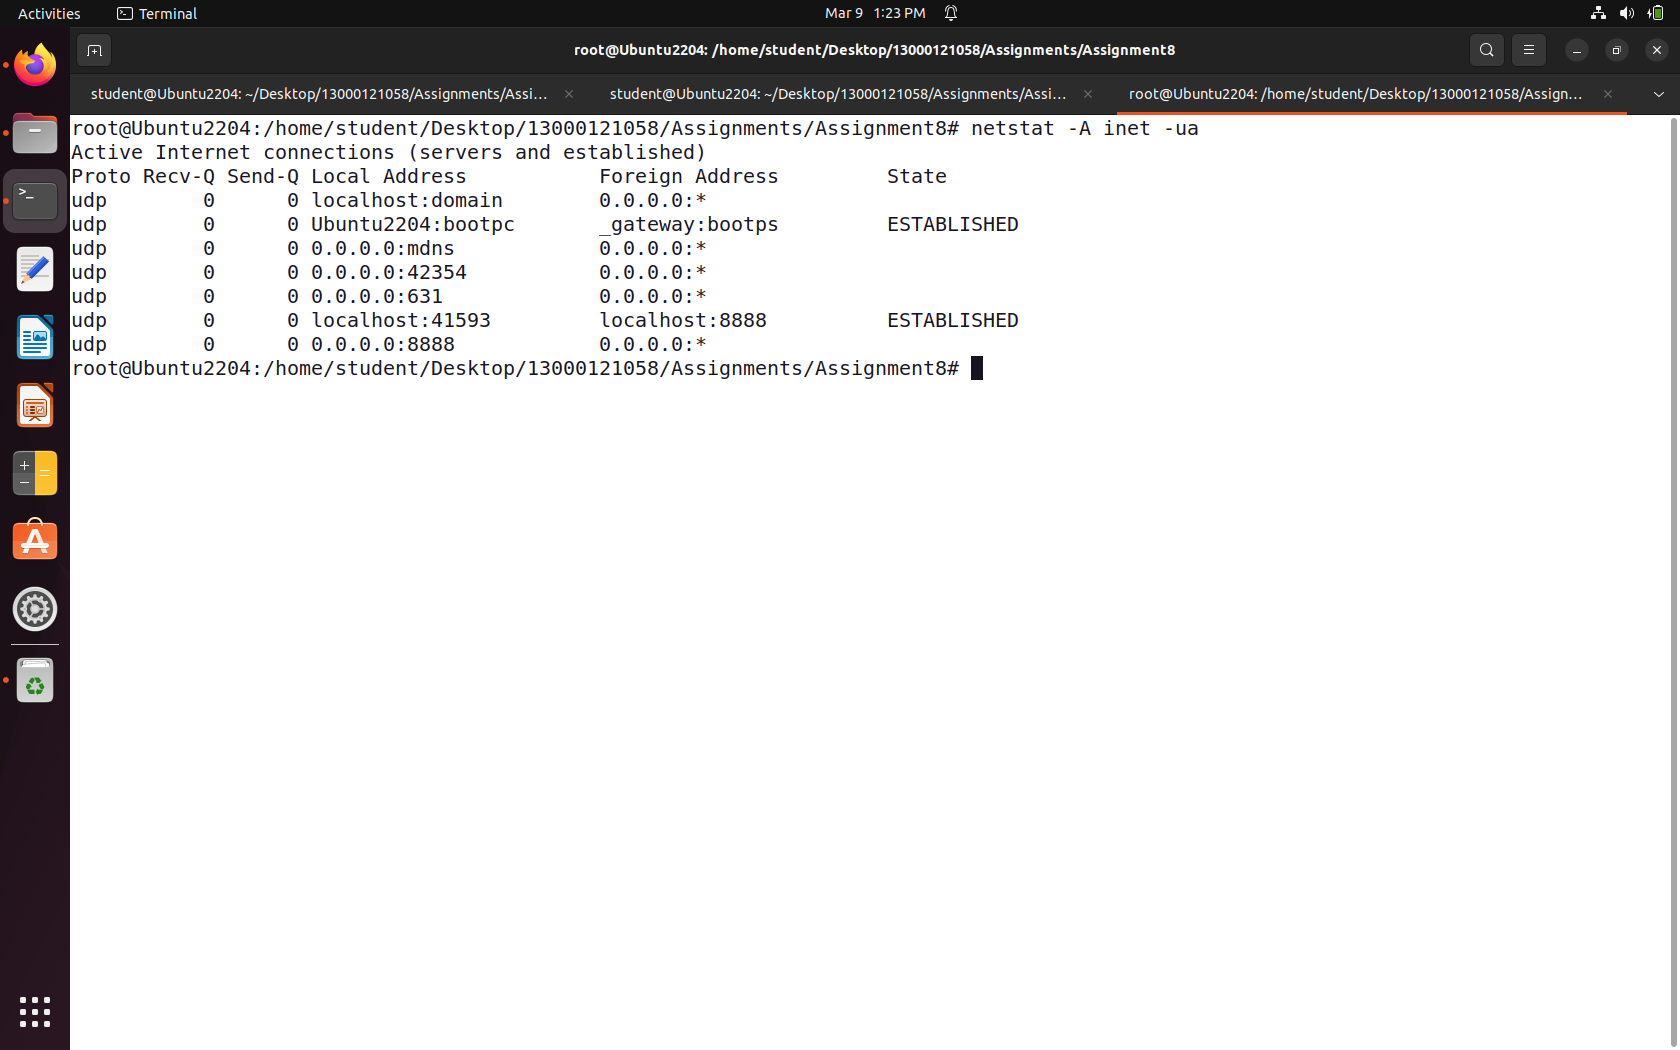 Activities Terminal Mar 9 1:23 PM
root@Ubuntu2204: /home/student/Desktop/13000121058/Assignments/Assignment8
student@Ubuntu2204: ~/Desktop/13000121058/Assignments/Assi... student@Ubuntu2204: ~/Desktop/13000121058/Assignments/Assi... root@Ubuntu2204: /home/student/Desktop/13000121058/Assign...
root@Ubuntu2204:/home/student/Desktop/13000121058/Assignments/Assignment8# netstat -A inet -ua
Active Internet connections (servers and established)
Proto Recv-Q Send-Q Local Address           Foreign Address         State
udp        0      0 localhost:domain        0.0.0.0:*
udp        0      0 Ubuntu2204:bootpc       _gateway:bootps         ESTABLISHED
udp        0      0 0.0.0.0:mdns            0.0.0.0:*
udp        0      0 0.0.0.0:42354           0.0.0.0:*
udp        0      0 0.0.0.0:631             0.0.0.0:*
udp        0      0 localhost:41593         localhost:8888          ESTABLISHED
udp        0      0 0.0.0.0:8888            0.0.0.0:*
root@Ubuntu2204:/home/student/Desktop/13000121058/Assignments/Assignment8#